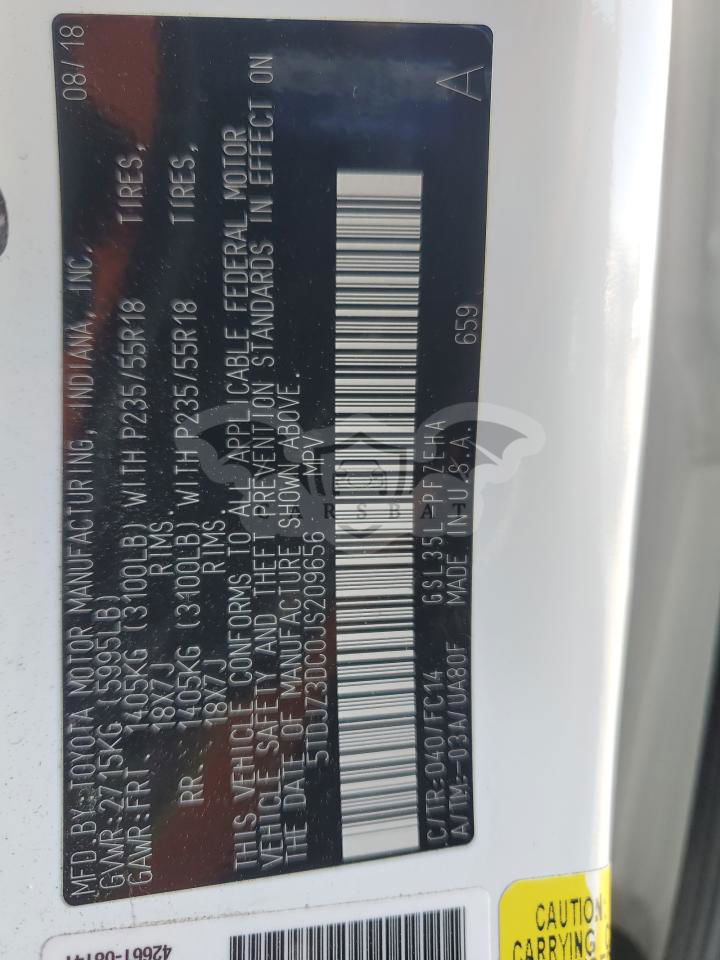 MFD.BY:TOYOTA MOTOR MANUFACTURING, INDIANA, INC. 08/18
GVWR:2715KG (5995LB)
GAWR:FRT. 1405KG (3100LB) WITH P235/55R18 TIRES,
18X7J RIMS
RR 1405KG (3100LB) WITH P235/55R18 TIRES,
18X7J RIMS
THIS VEHICLE CONFORMS TO ALL APPLICABLE FEDERAL MOTOR
VEHICLE SAFETY AND THEFT PREVENTION STANDARDS IN EFFECT ON
THE DATE OF MANUFACTURE SHOWN ABOVE.
5TDJZ3DC0JS209656 MPV
C/TR:040/FC14 GSL35L-PFZEHA 659
A/TM:-03A/UA80F MADE IN U.S.A. A
CARSBAT
CAUTION:
CARRYING